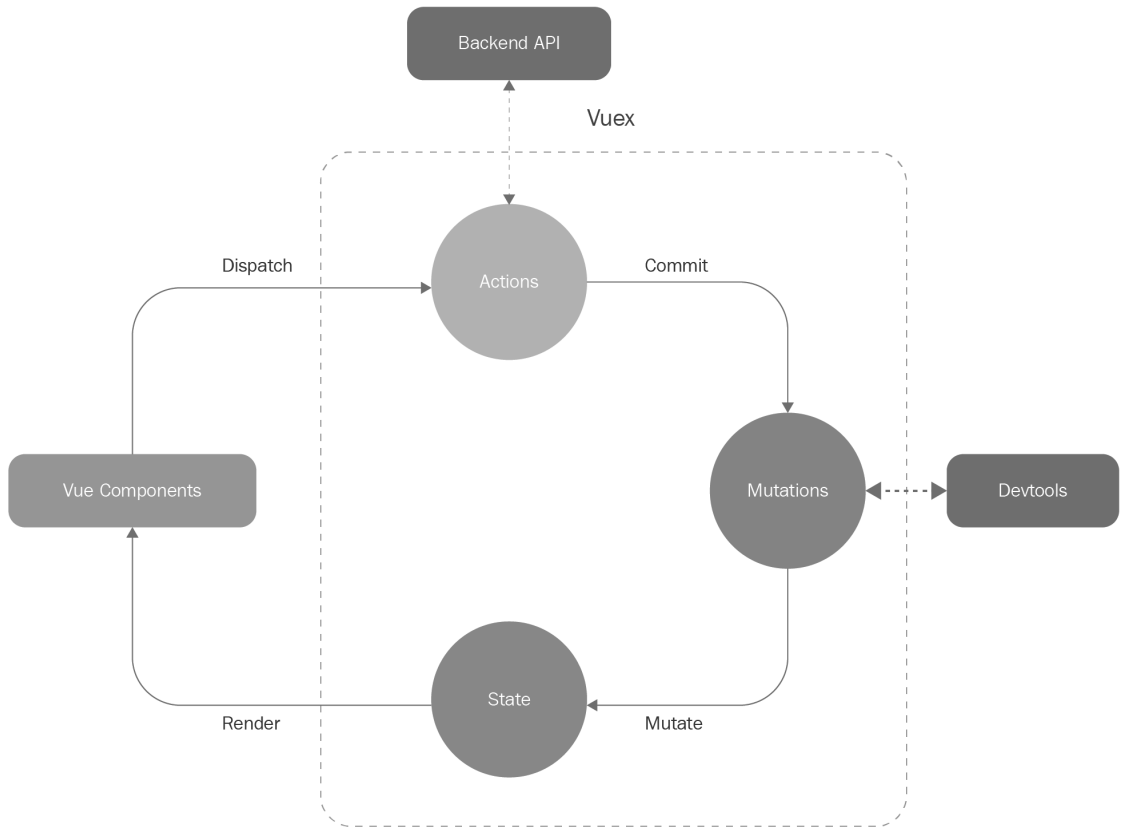 Backend API
Vuex
Dispatch
Actions
Commit
Vue Components
Mutations
Devtools
State
Render
Mutate